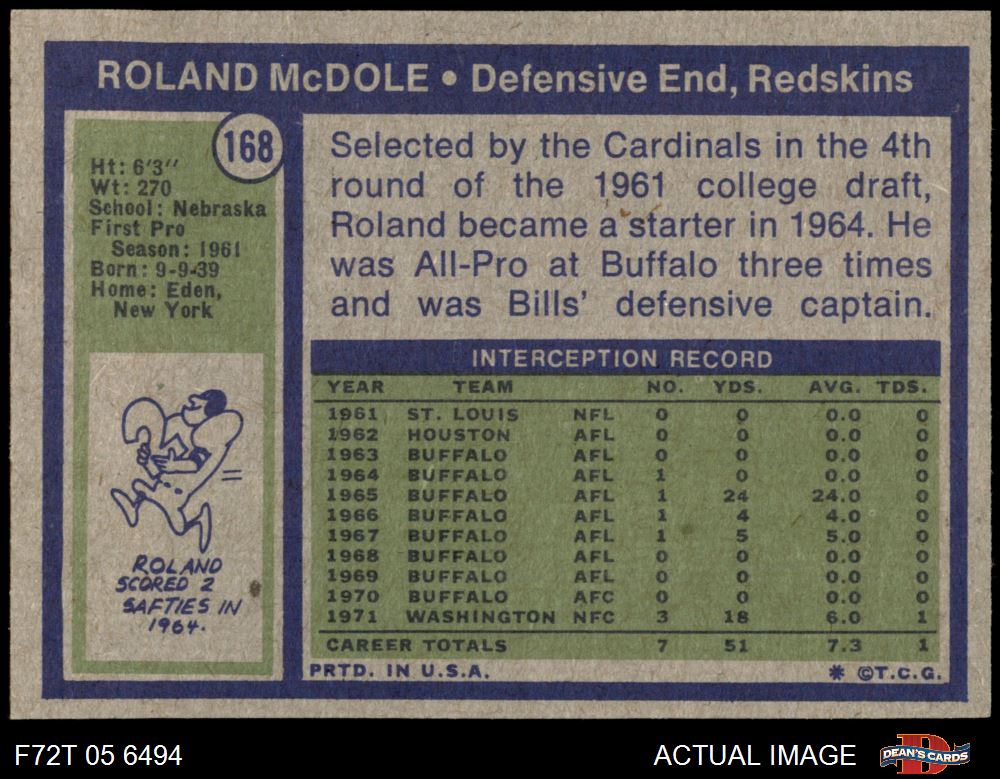 ROLAND McDOLE • Defensive End, Redskins
168
Ht: 6'3"
Wt: 270
School: Nebraska
First Pro
Season: 1961
Born: 9-9-39
Home: Eden,
New York
ROLAND
SCORED 2
SAFTIES IN
1964.
Selected by the Cardinals in the 4th
round of the 1961 college draft,
Roland became a starter in 1964. He
was All-Pro at Buffalo three times
and was Bills' defensive captain.
INTERCEPTION RECORD
YEAR TEAM NO. YDS. AVG. TDS.
1961 ST. LOUIS NFL 0 0 0.0 0
1962 HOUSTON AFL 0 0 0.0 0
1963 BUFFALO AFL 0 0 0.0 0
1964 BUFFALO AFL 1 0 0.0 0
1965 BUFFALO AFL 1 24 24.0 0
1966 BUFFALO AFL 1 4 4.0 0
1967 BUFFALO AFL 1 5 5.0 0
1968 BUFFALO AFL 0 0 0.0 0
1969 BUFFALO AFL 0 0 0.0 0
1970 BUFFALO AFC 0 0 0.0 0
1971 WASHINGTON NFC 3 18 6.0 1
CAREER TOTALS 7 51 7.3 1
PRTD. IN U.S.A. * ©T.C.G.
F72T 05 6494 ACTUAL IMAGE DEAN'S CARDS